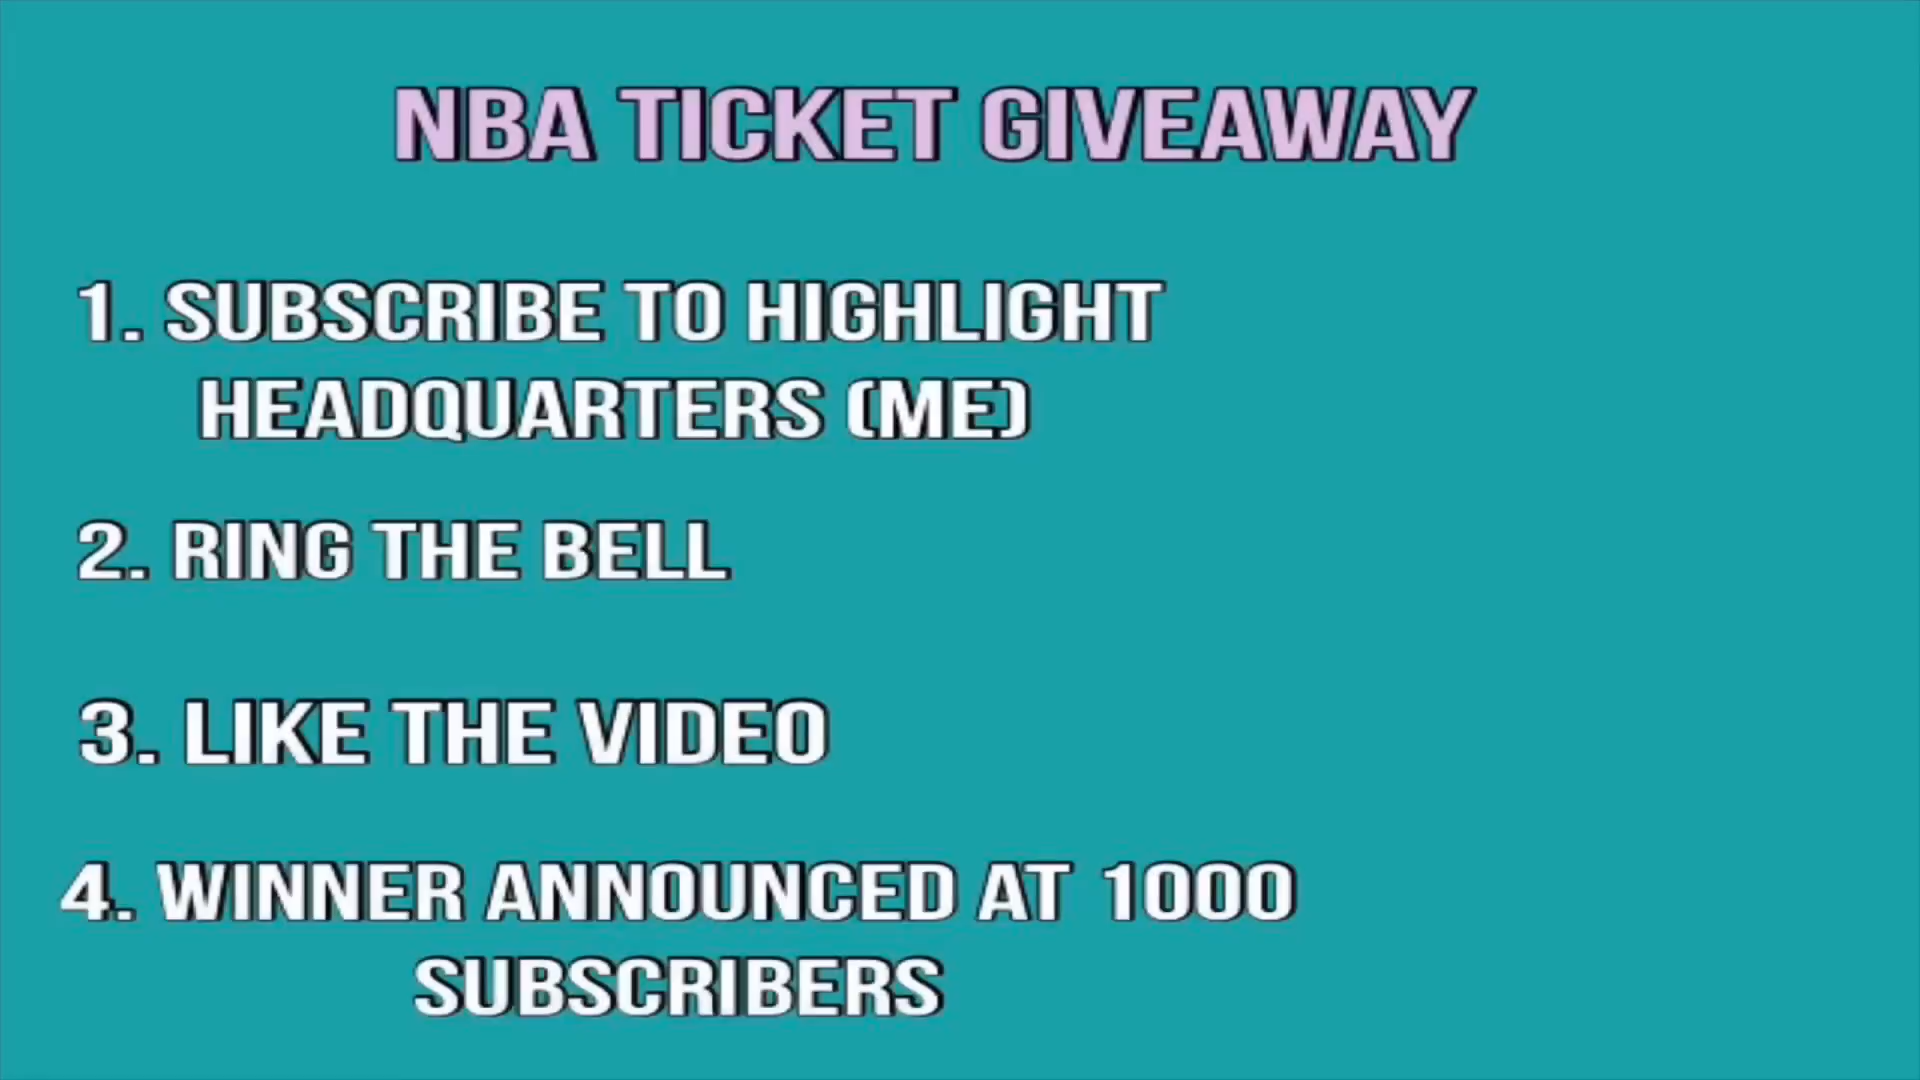 NBA TICKET GIVEAWAY
1. SUBSCRIBE TO HIGHLIGHT
HEADQUARTERS (ME)
2. RING THE BELL
3. LIKE THE VIDEO
4. WINNER ANNOUNCED AT 1000
SUBSCRIBERS